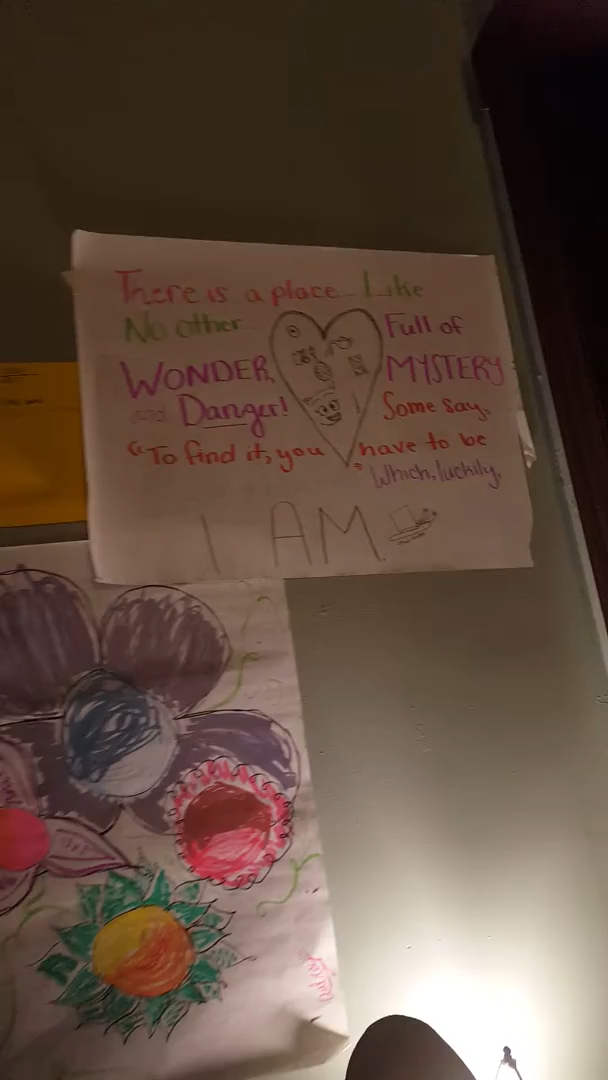 There is a place... Like
No other... Full of
WONDER, MYSTERY
and Danger! Some say,
"To find it, you have to be
" Which, luckily,
I AM.